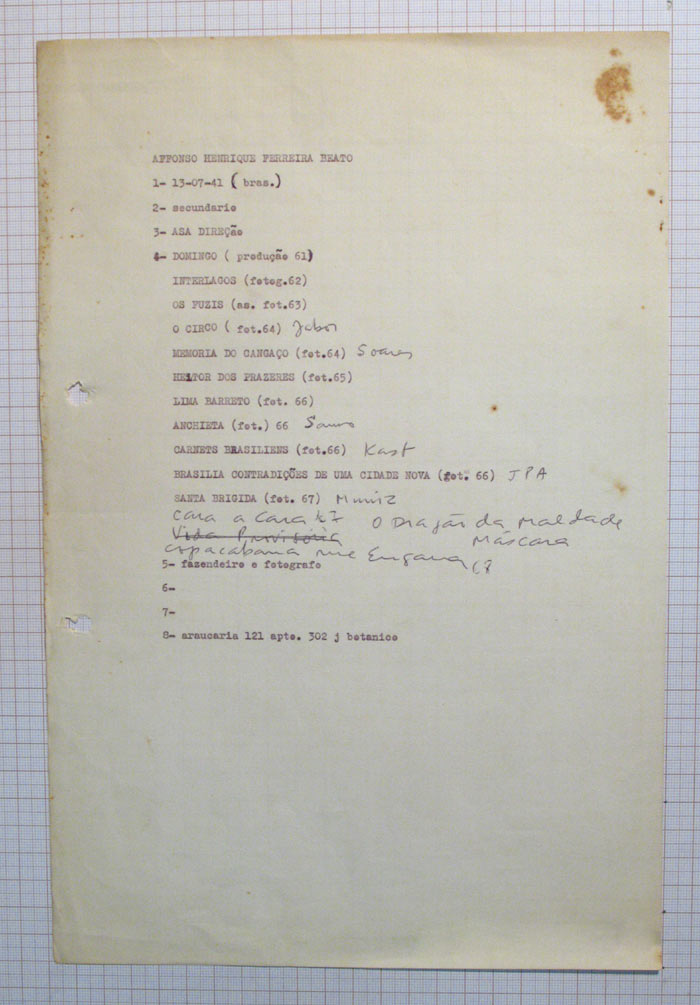 AFFONSO HENRIQUE FERREIRA BEATO
1- 13-07-41 ( bras.)
2- secundario
3- ASA DIREÇão
4- DOMINGO ( produção 61)
INTERLAGOS (fotog.62)
OS FUZIS (as. fot.63)
O CIRCO ( fot.64) Jabor
MEMORIA DO CANGAÇO (fot.64) Soares
HEITOR DOS PRAZERES (fot.65)
LIMA BARRETO (fot. 66)
ANCHIETA (fot.) 66
CARNETS BRASILIENS (fot.66) Kast
BRASILIA CONTRADIÇÕES DE UMA CIDADE NOVA (fot. 66) JPA
SANTA BRIGIDA (fot. 67) Muniz
Cara a Cara 67 O Dragão da Maldade
Vida Provisória Máscara
Copacabana me Engana 68
5- fazendeiro e fotografo
6-
7-
8- araucaria 121 apto. 302 j botanico